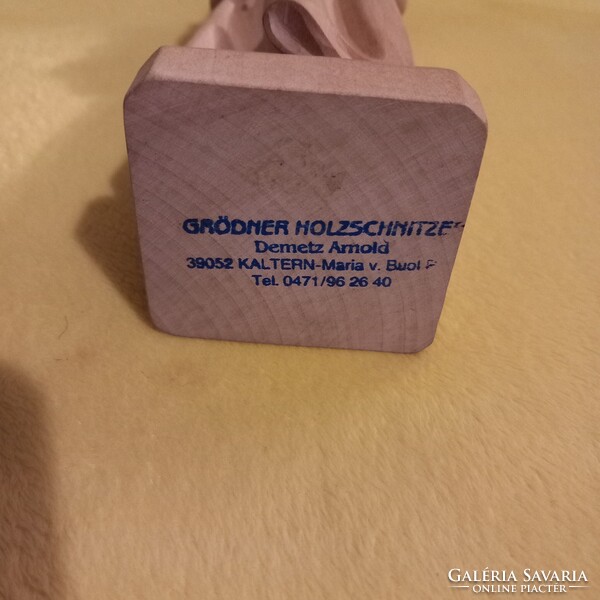 GRÖDNER HOLZSCHNITZE
Demetz Arnold
39052 KALTERN-Maria v. Buol P
Tel. 0471/96 26 40
GALÉRIA SAVARIA
ONLINE PIACTÉR